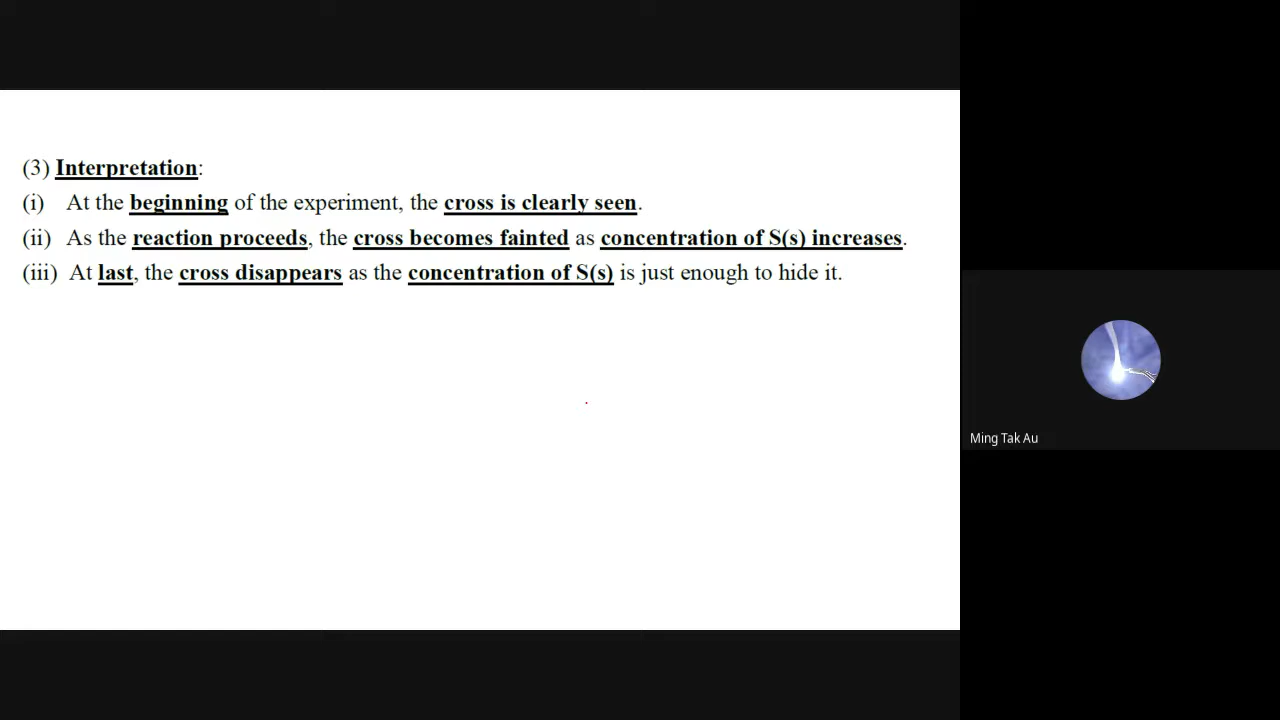 (3) Interpretation:
(i) At the beginning of the experiment, the cross is clearly seen.
(ii) As the reaction proceeds, the cross becomes fainted as concentration of S(s) increases.
(iii) At last, the cross disappears as the concentration of S(s) is just enough to hide it.
Ming Tak Au